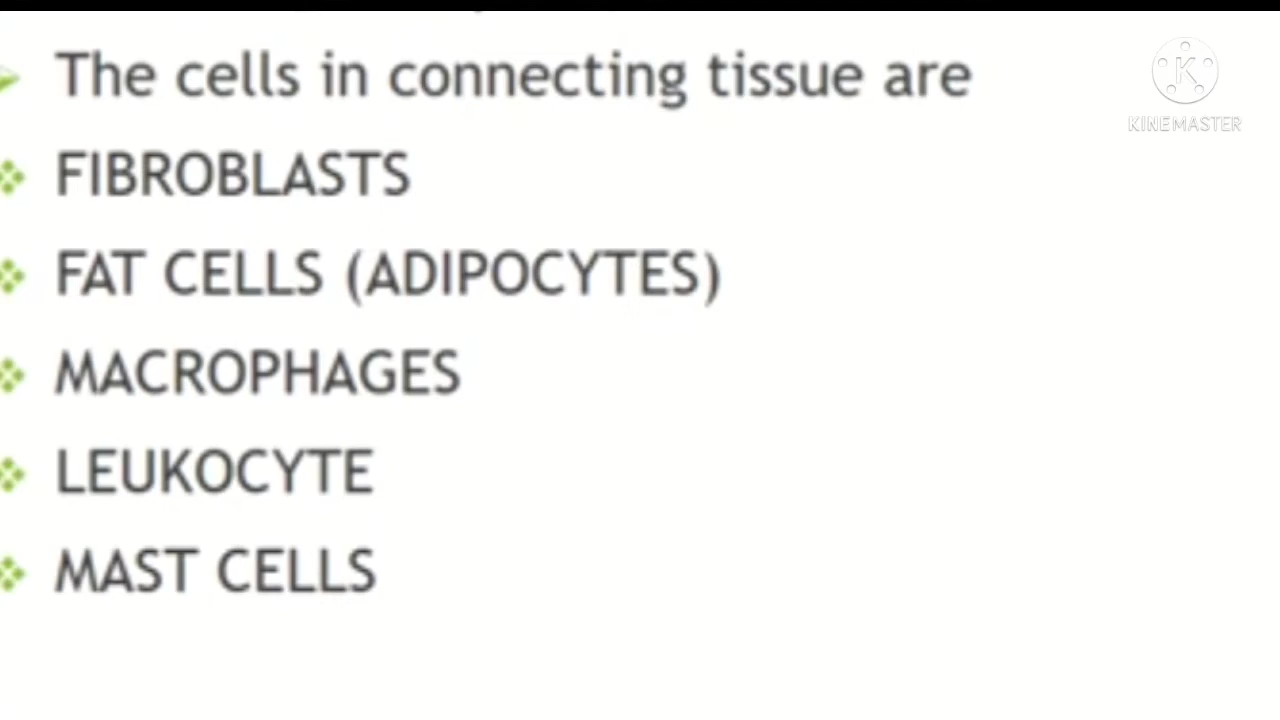 The cells in connecting tissue are
FIBROBLASTS
FAT CELLS (ADIPOCYTES)
MACROPHAGES
LEUKOCYTE
MAST CELLS
K
KINEMASTER